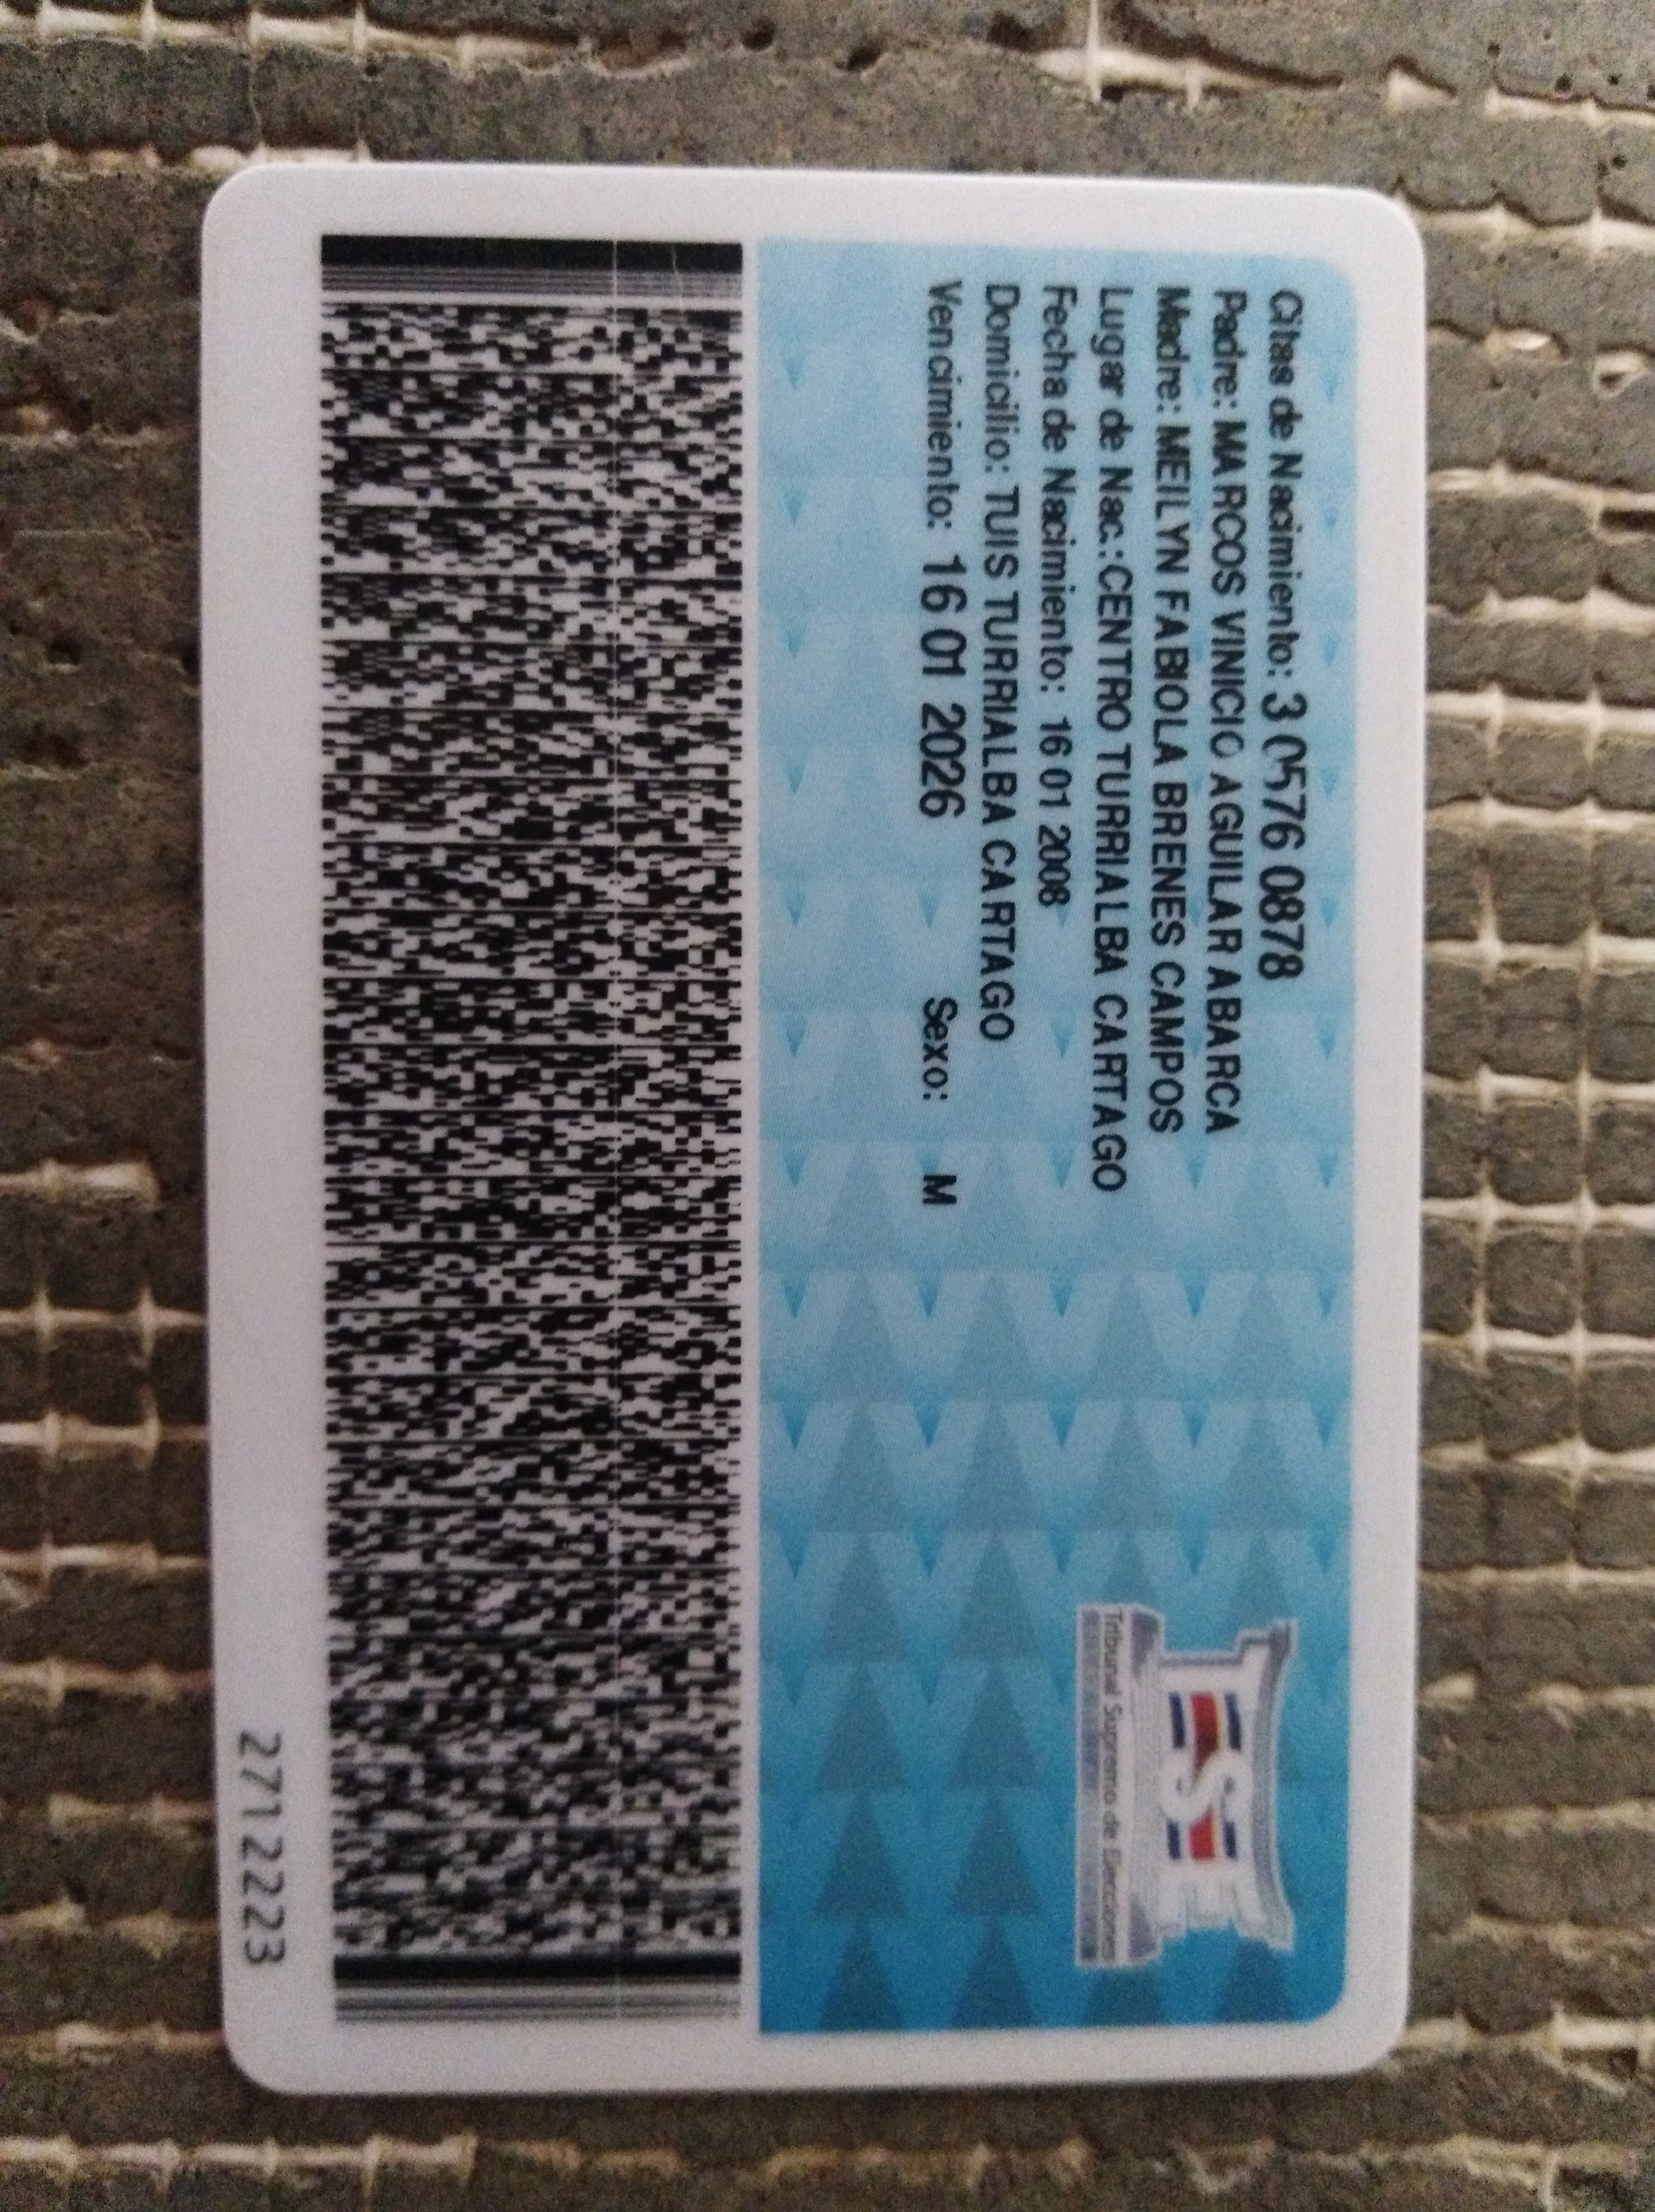 Citas de Nacimiento: 3 0576 0878
Padre: MARCOS VINICIO AGUILAR ABARCA
Madre: MEILYN FABIOLA BRENES CAMPOS
Lugar de Nac.: CENTRO TURRIALBA CARTAGO
Fecha de Nacimiento: 16 01 2008
Domicilio: TUIS TURRIALBA CARTAGO
Vencimiento: 16 01 2026 Sexo: M
TSE
Tribunal Supremo de Elecciones
2712223